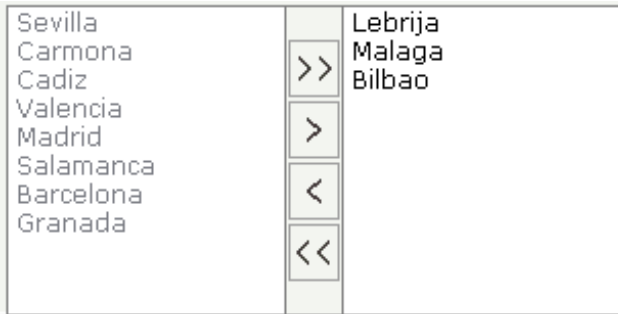 Sevilla
Carmona
Cadiz
Valencia
Madrid
Salamanca
Barcelona
Granada
>>
>
<
<<
Lebrija
Malaga
Bilbao